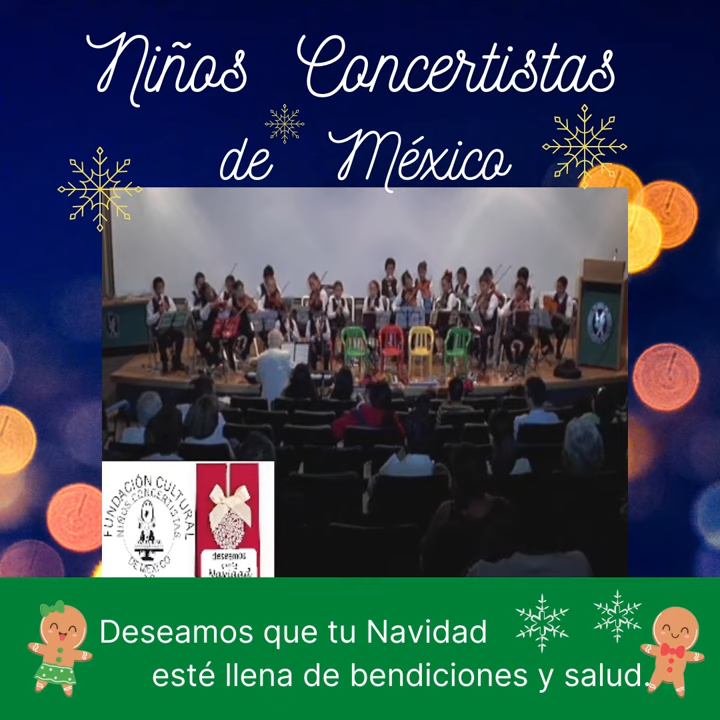 Niños Concertistas
de México
FUNDACIÓN CULTURAL
NIÑOS CONCERTISTAS
DE MÉXICO
deseamos
Navidad
Deseamos que tu Navidad
esté llena de bendiciones y salud.